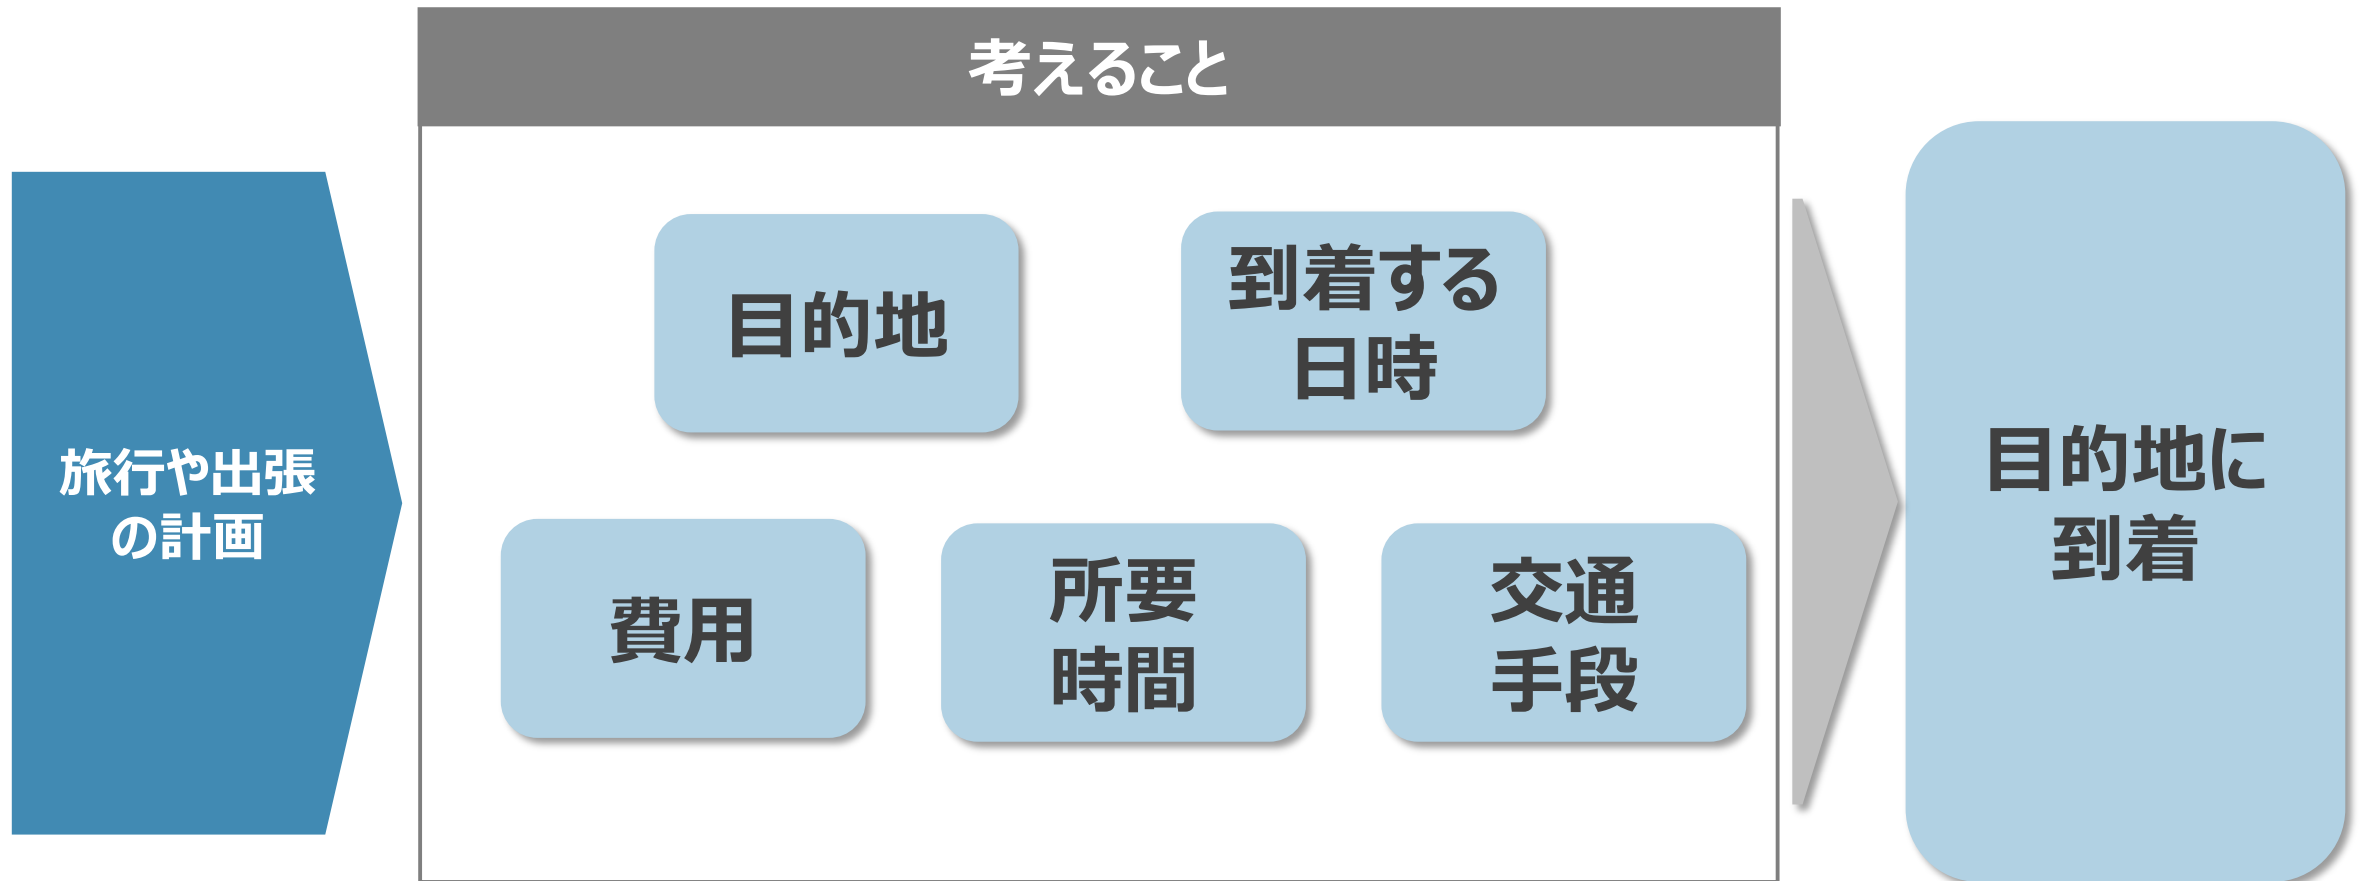 考えること
旅行や出張
の計画
目的地
到着する
日時
費用
所要
時間
交通
手段
目的地に
到着